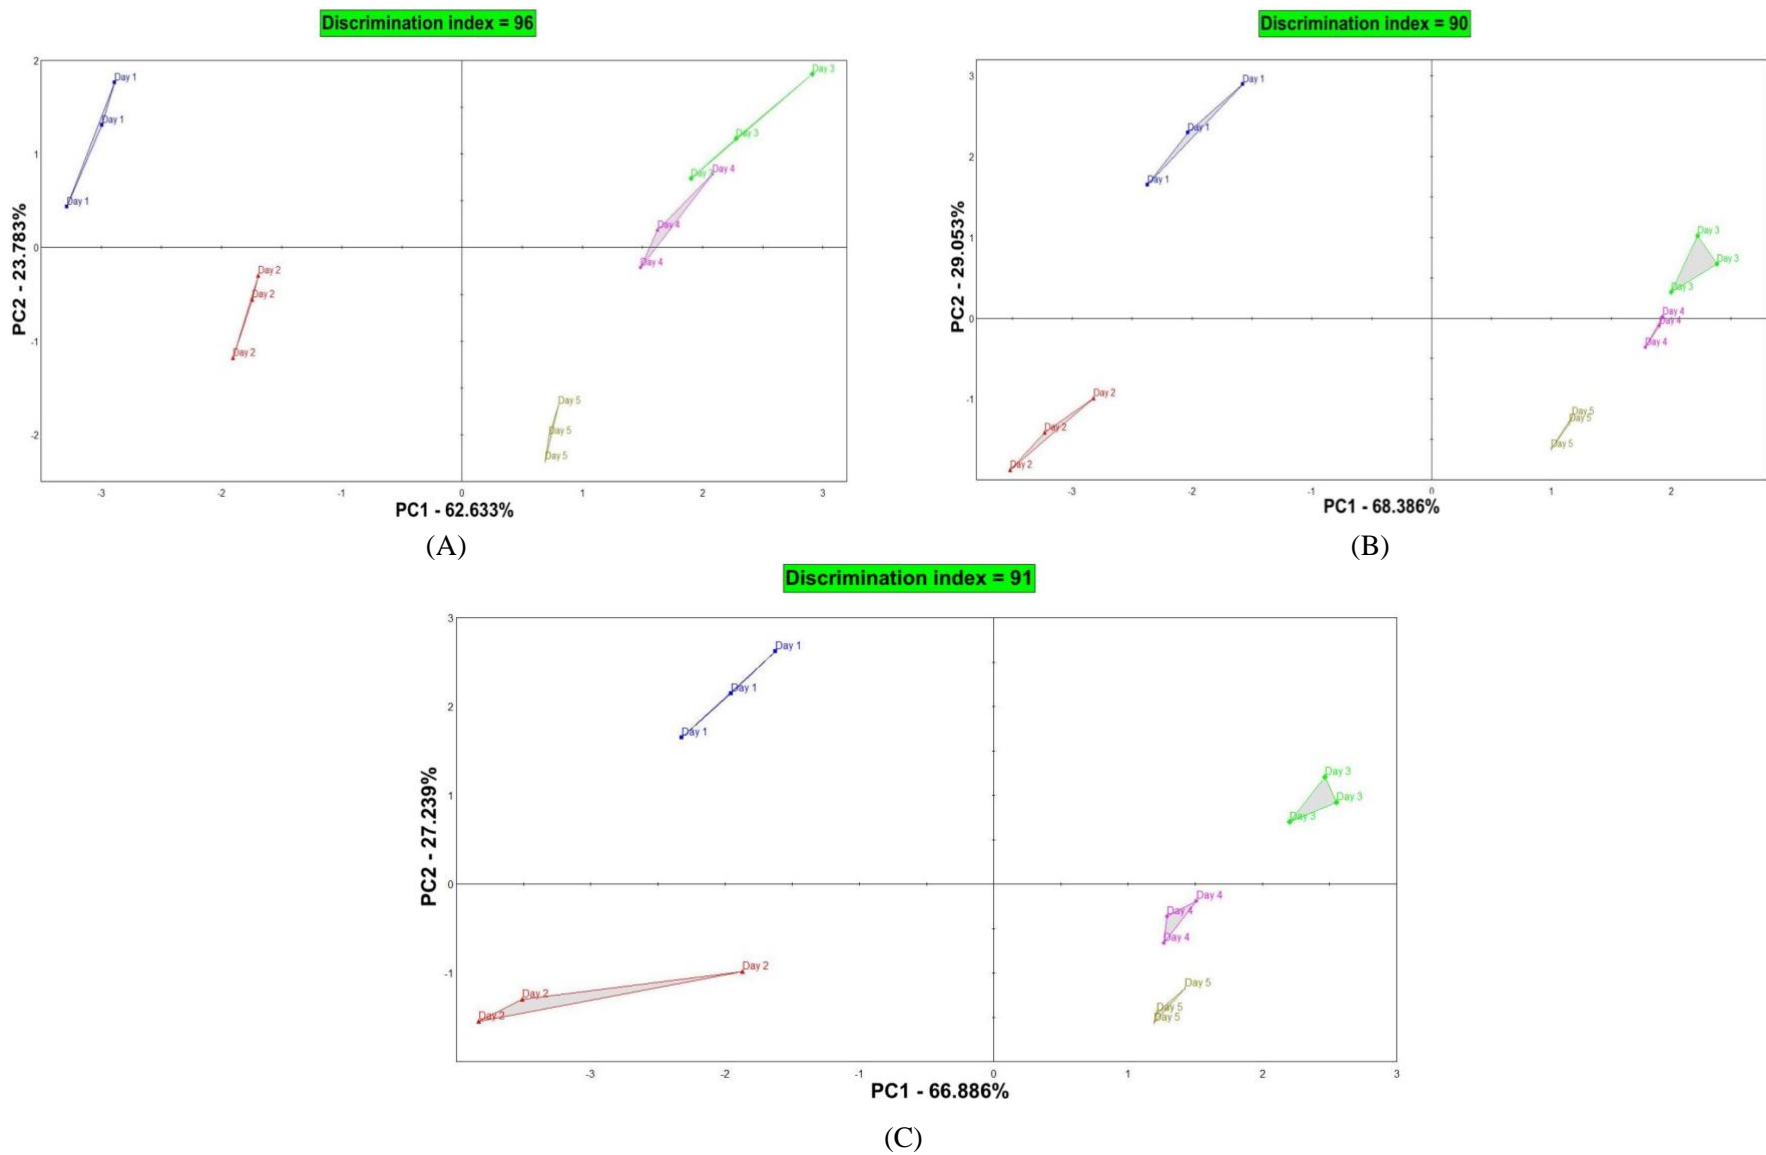 Discrimination index = 96
2
1
0
-1
-2
PC2 - 23.783%
Day 1
Day 1
Day 1
Day 2
Day 2
Day 2
Day 3
Day 3
Day 3
Day 4
Day 4
Day 4
Day 5
Day 5
Day 5
-3 -2 -1 0 1 2 3
PC1 - 62.633%
(A)
Discrimination index = 90
3
2
1
0
-1
PC2 - 29.053%
Day 1
Day 1
Day 1
Day 2
Day 2
Day 2
Day 3
Day 3
Day 3
Day 4
Day 4
Day 4
Day 5
Day 5
Day 5
-3 -2 -1 0 1 2
PC1 - 68.386%
(B)
Discrimination index = 91
3
2
1
0
-1
PC2 - 27.239%
Day 1
Day 1
Day 1
Day 2
Day 2
Day 2
Day 3
Day 3
Day 3
Day 4
Day 4
Day 4
Day 5
Day 5
Day 5
-3 -2 -1 0 1 2 3
PC1 - 66.886%
(C)